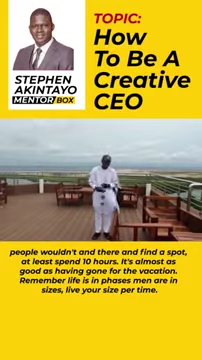 TOPIC:
How
To Be A
Creative
CEO
STEPHEN
AKINTAYO
MENTOR BOX
people wouldn't and there and find a spot,
at least spend 10 hours. It's almost as
good as having gone for the vacation.
Remember life is in phases men are in
sizes, live your size per time.